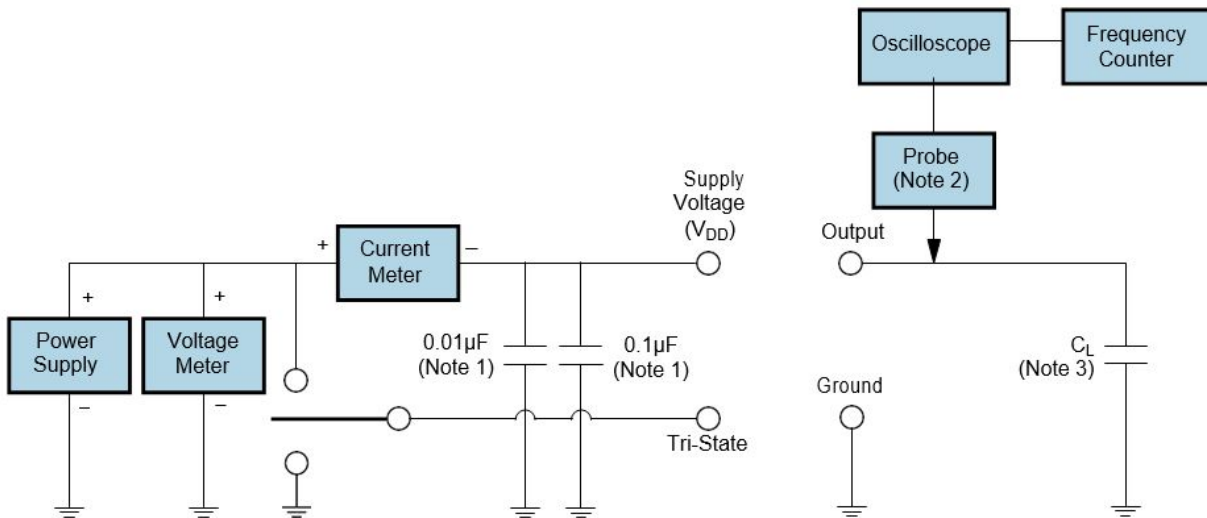 Oscilloscope
Frequency
Counter
Probe
(Note 2)
Supply
Voltage
(VDD)
Output
+
Current
Meter
–
+
Power
Supply
–
+
Voltage
Meter
–
0.01µF
(Note 1)
0.1µF
(Note 1)
CL
(Note 3)
Ground
Tri-State